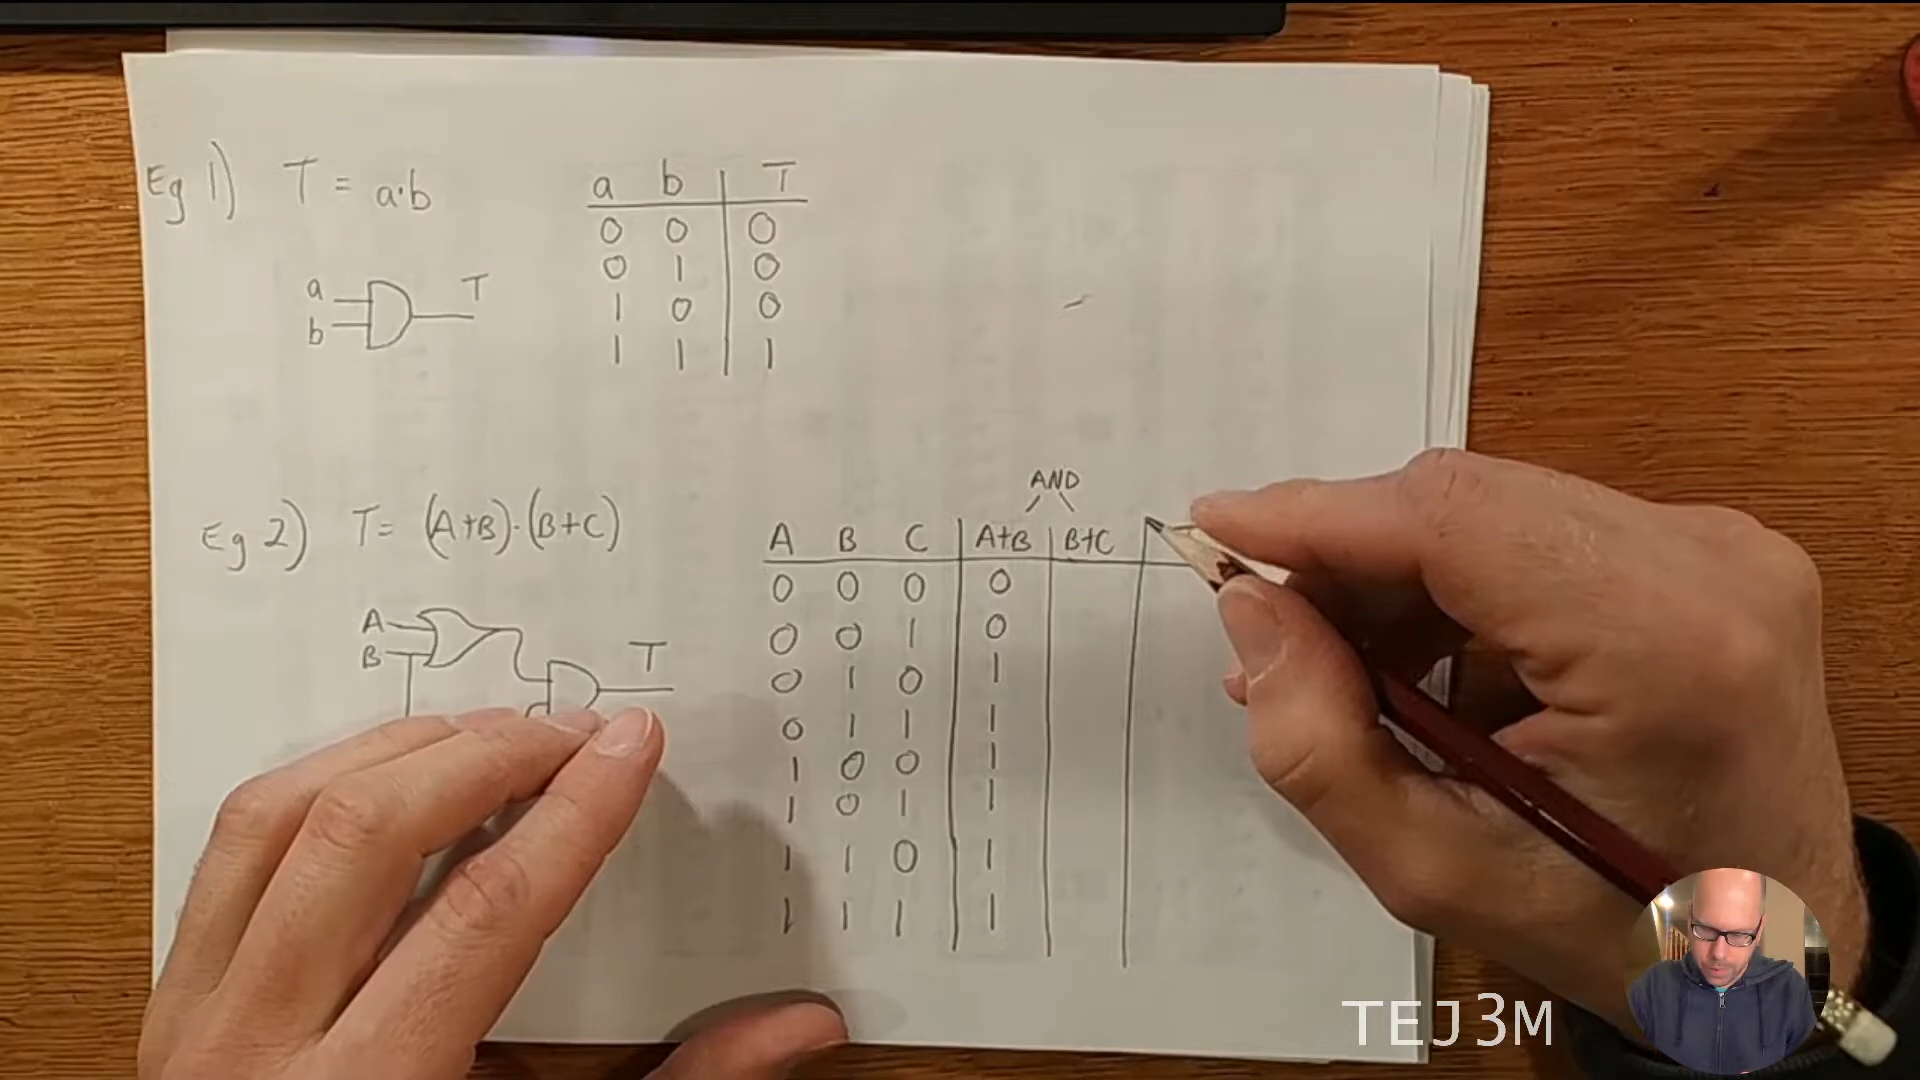 Eg 1) T = a·b
a b T
0 0 0
0 1 0
1 0 0
1 1 1
a
b
T
Eg 2) T = (A+B)·(B+C)
A
B
T
AND
A B C A+B B+C
0 0 0 0
0 0 1 0
0 1 0 1
0 1 1 1
1 0 0 1
1 0 1 1
1 1 0 1
1 1 1 1
TEJ3M